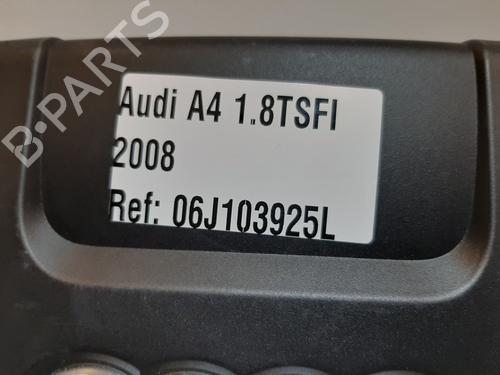 B-PARTS
Audi A4 1.8TSFI
2008
Ref: 06J103925L